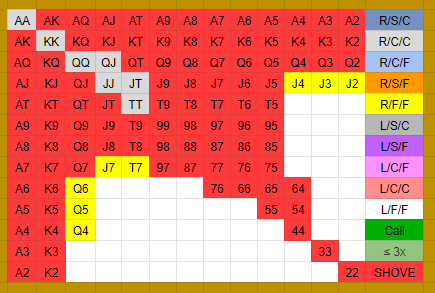 AA AK AQ AJ AT A9 A8 A7 A6 A5 A4 A3 A2 R/S/C
AK KK KQ KJ KT K9 K8 K7 K6 K5 K4 K3 K2 R/C/C
AQ KQ QQ QJ QT Q9 Q8 Q7 Q6 Q5 Q4 Q3 Q2 R/C/F
AJ KJ QJ JJ JT J9 J8 J7 J6 J5 J4 J3 J2 R/S/F
AT KT QT JT TT T9 T8 T7 T6 T5 R/F/F
A9 K9 Q9 J9 T9 99 98 97 96 95 L/S/C
A8 K8 Q8 J8 T8 98 88 87 86 85 L/S/F
A7 K7 Q7 J7 T7 97 87 77 76 75 L/C/F
A6 K6 Q6 76 66 65 64 L/C/C
A5 K5 Q5 55 54 L/F/F
A4 K4 Q4 44 Call
A3 K3 33 ≤ 3x
A2 K2 22 SHOVE